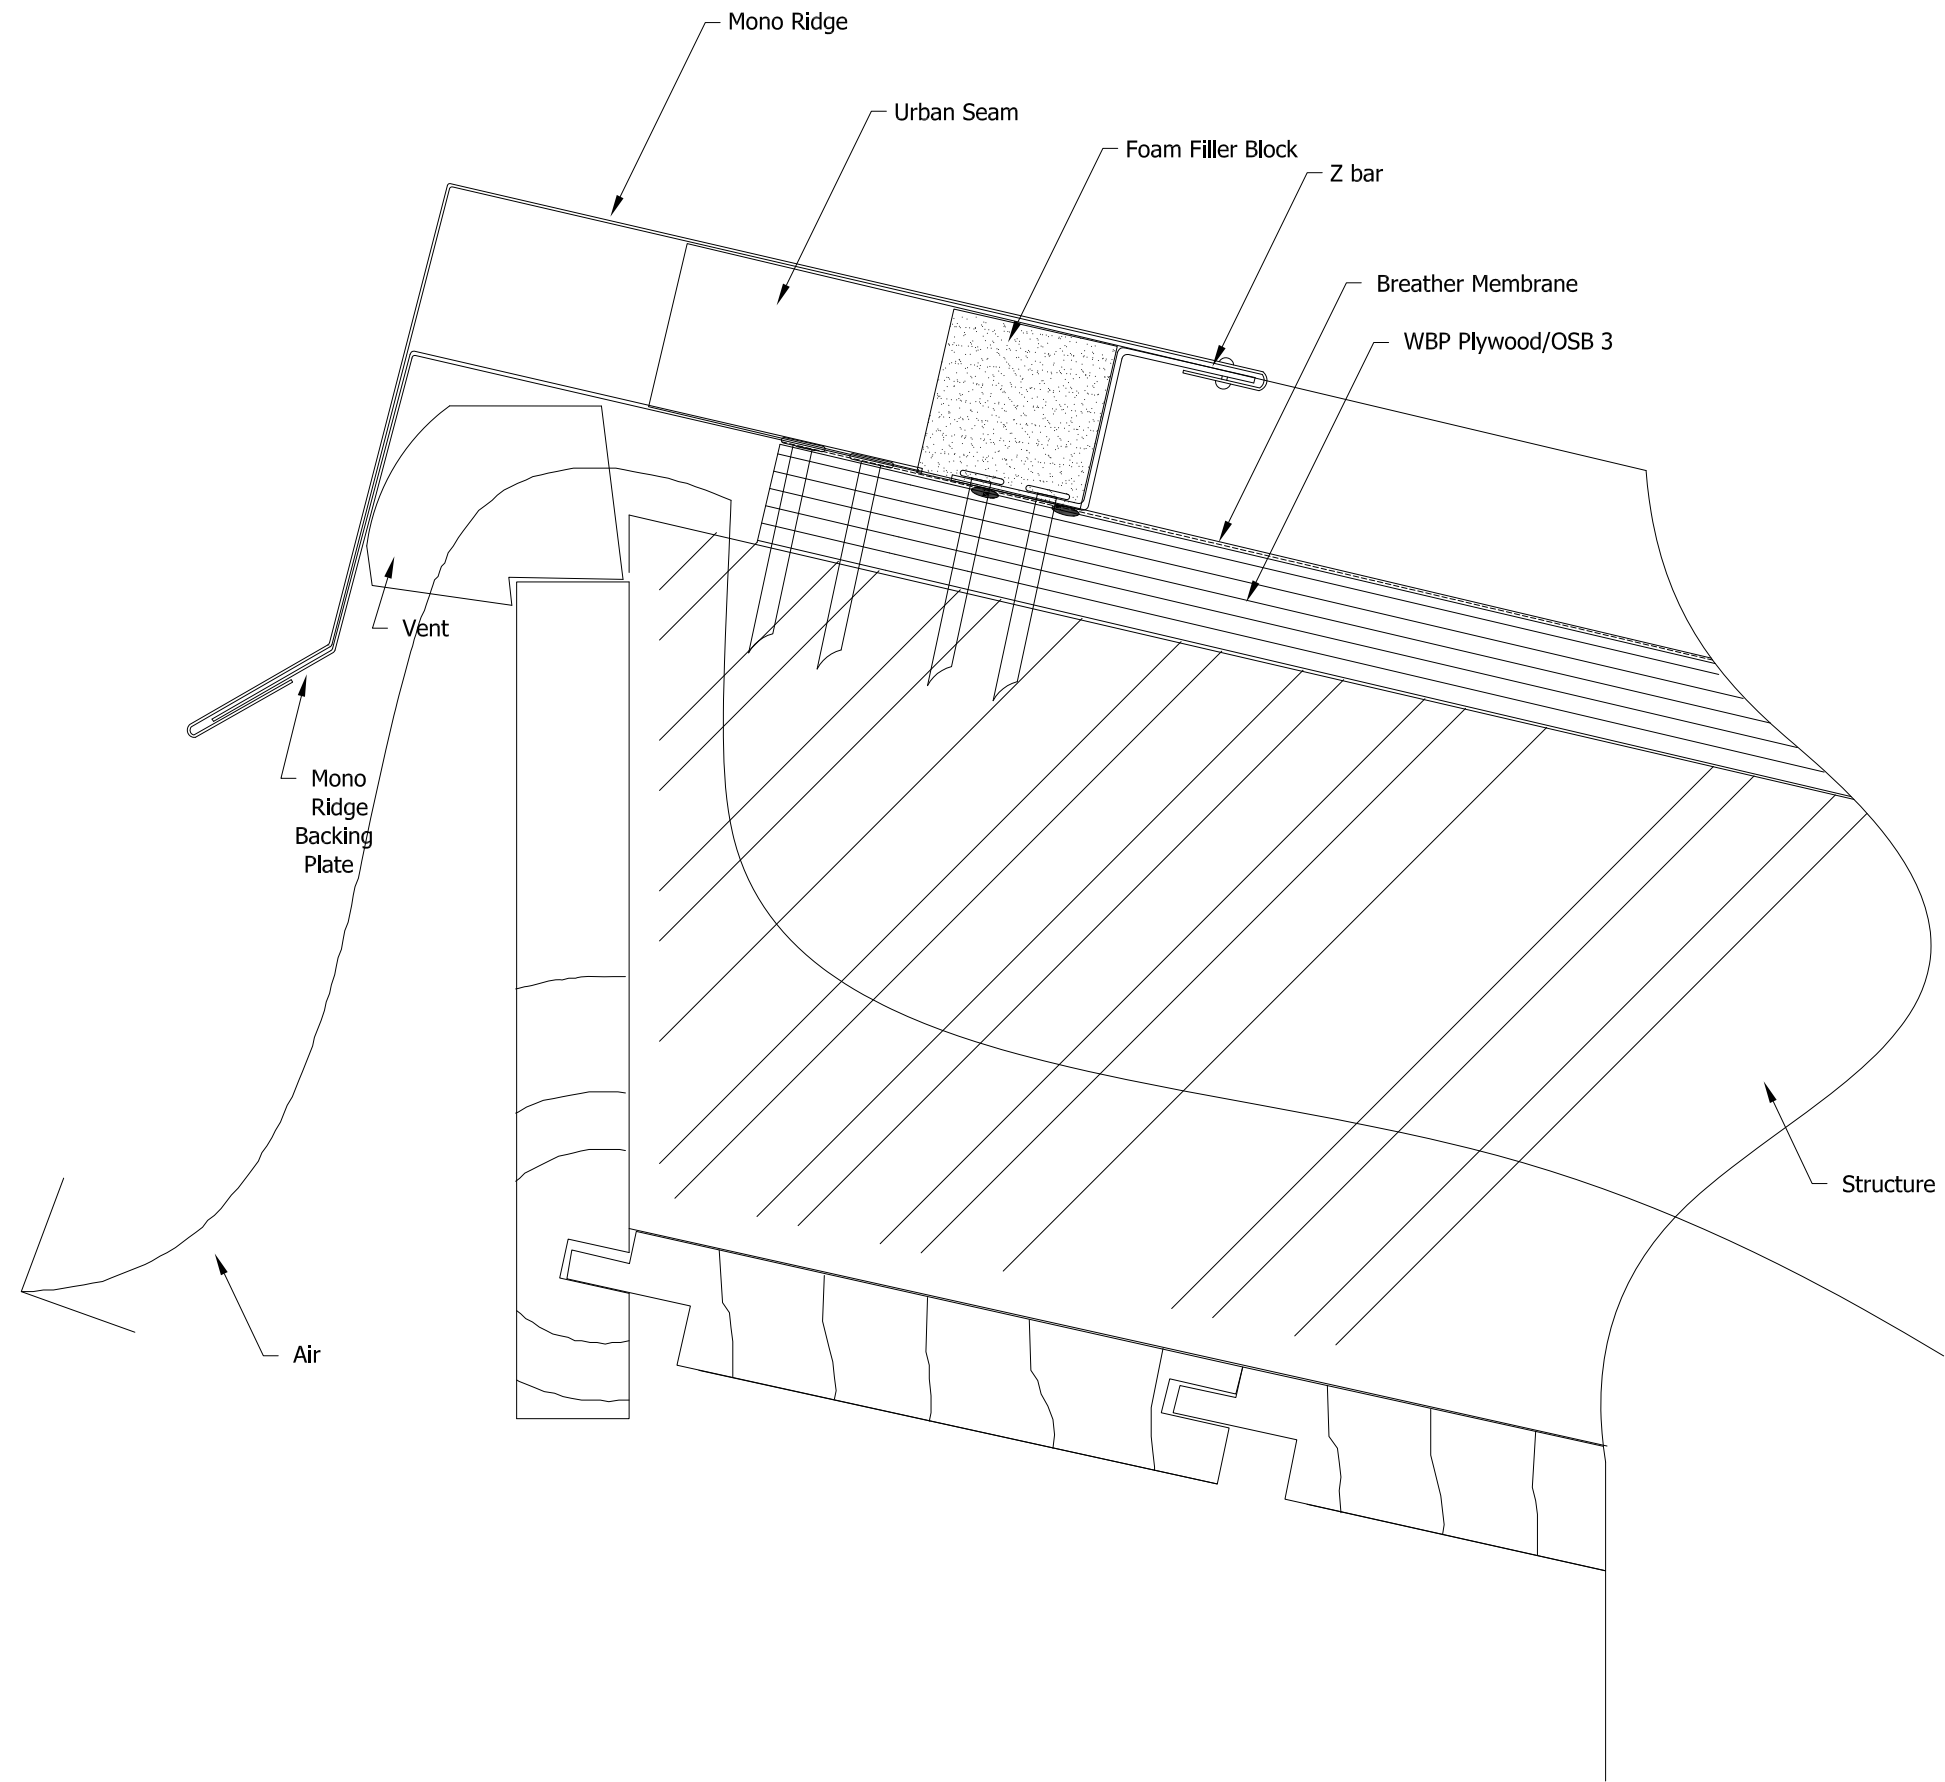 Mono Ridge
Urban Seam
Foam Filler Block
Z bar
Breather Membrane
WBP Plywood/OSB 3
Vent
Mono
Ridge
Backing
Plate
Structure
Air